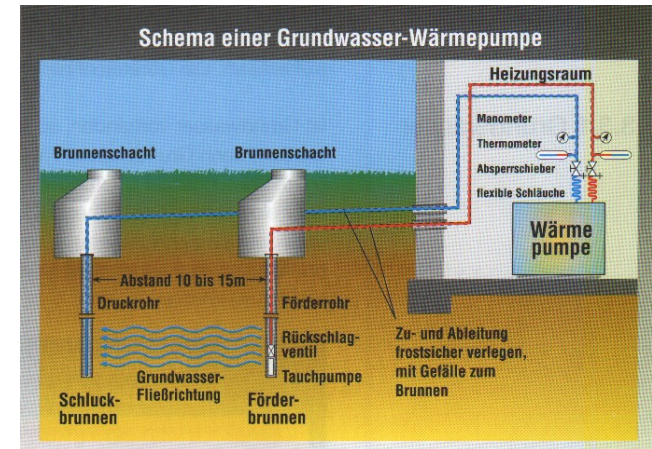 Schema einer Grundwasser-Wärmepumpe
Heizungsraum
Manometer
Thermometer
Absperrschieber
flexible Schläuche
Wärme
pumpe
Brunnenschacht
Brunnenschacht
Abstand 10 bis 15m
Druckrohr
Förderrohr
Rückschlag-
ventil
Tauchpumpe
Grundwasser-
Fließrichtung
Schluck-
brunnen
Förder-
brunnen
Zu- und Ableitung
frostsicher verlegen,
mit Gefälle zum
Brunnen